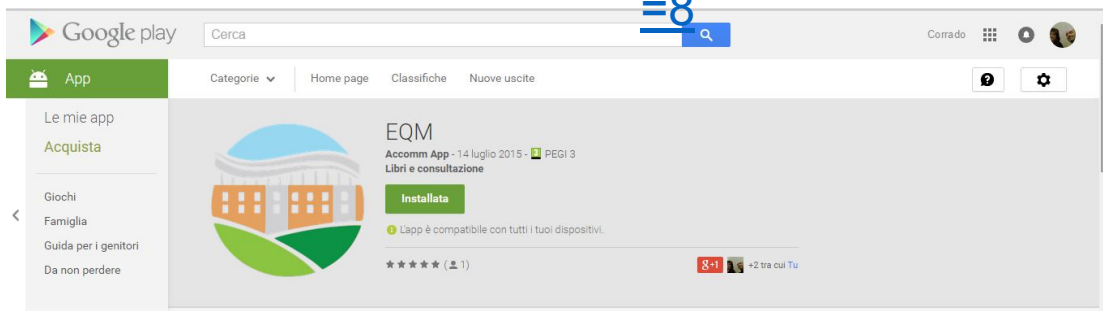 =8
Google play
Cerca
Corrado
App
Categorie
Home page
Classifiche
Nuove uscite
Le mie app
Acquista
Giochi
Famiglia
Guida per i genitori
Da non perdere
EQM
Accomm App - 14 luglio 2015 - 3 PEGI 3
Libri e consultazione
Installata
L'app è compatibile con tutti i tuoi dispositivi.
★★★★★ ( 1)
g+1
+2 tra cui Tu